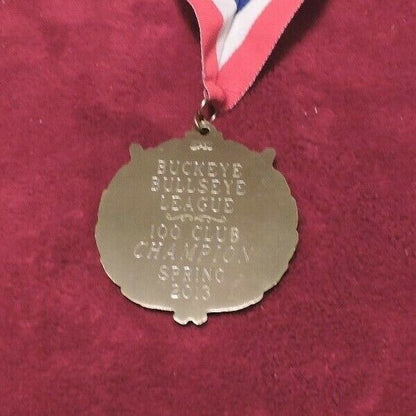 BUCKEYE
BULLSEYE
LEAGUE
100 CLUB
CHAMPION
SPRING
2013